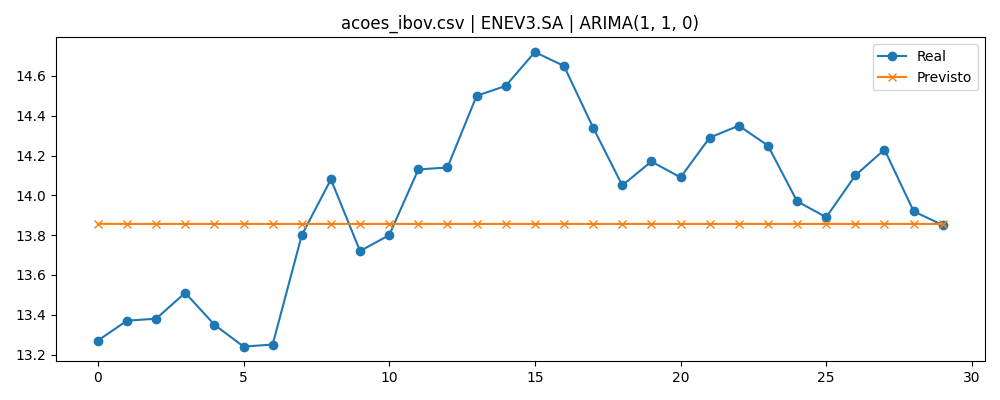 acoes_ibov.csv | ENEV3.SA | ARIMA(1, 1, 0)
Real
Previsto
14.6
14.4
14.2
14.0
13.8
13.6
13.4
13.2
0 5 10 15 20 25 30